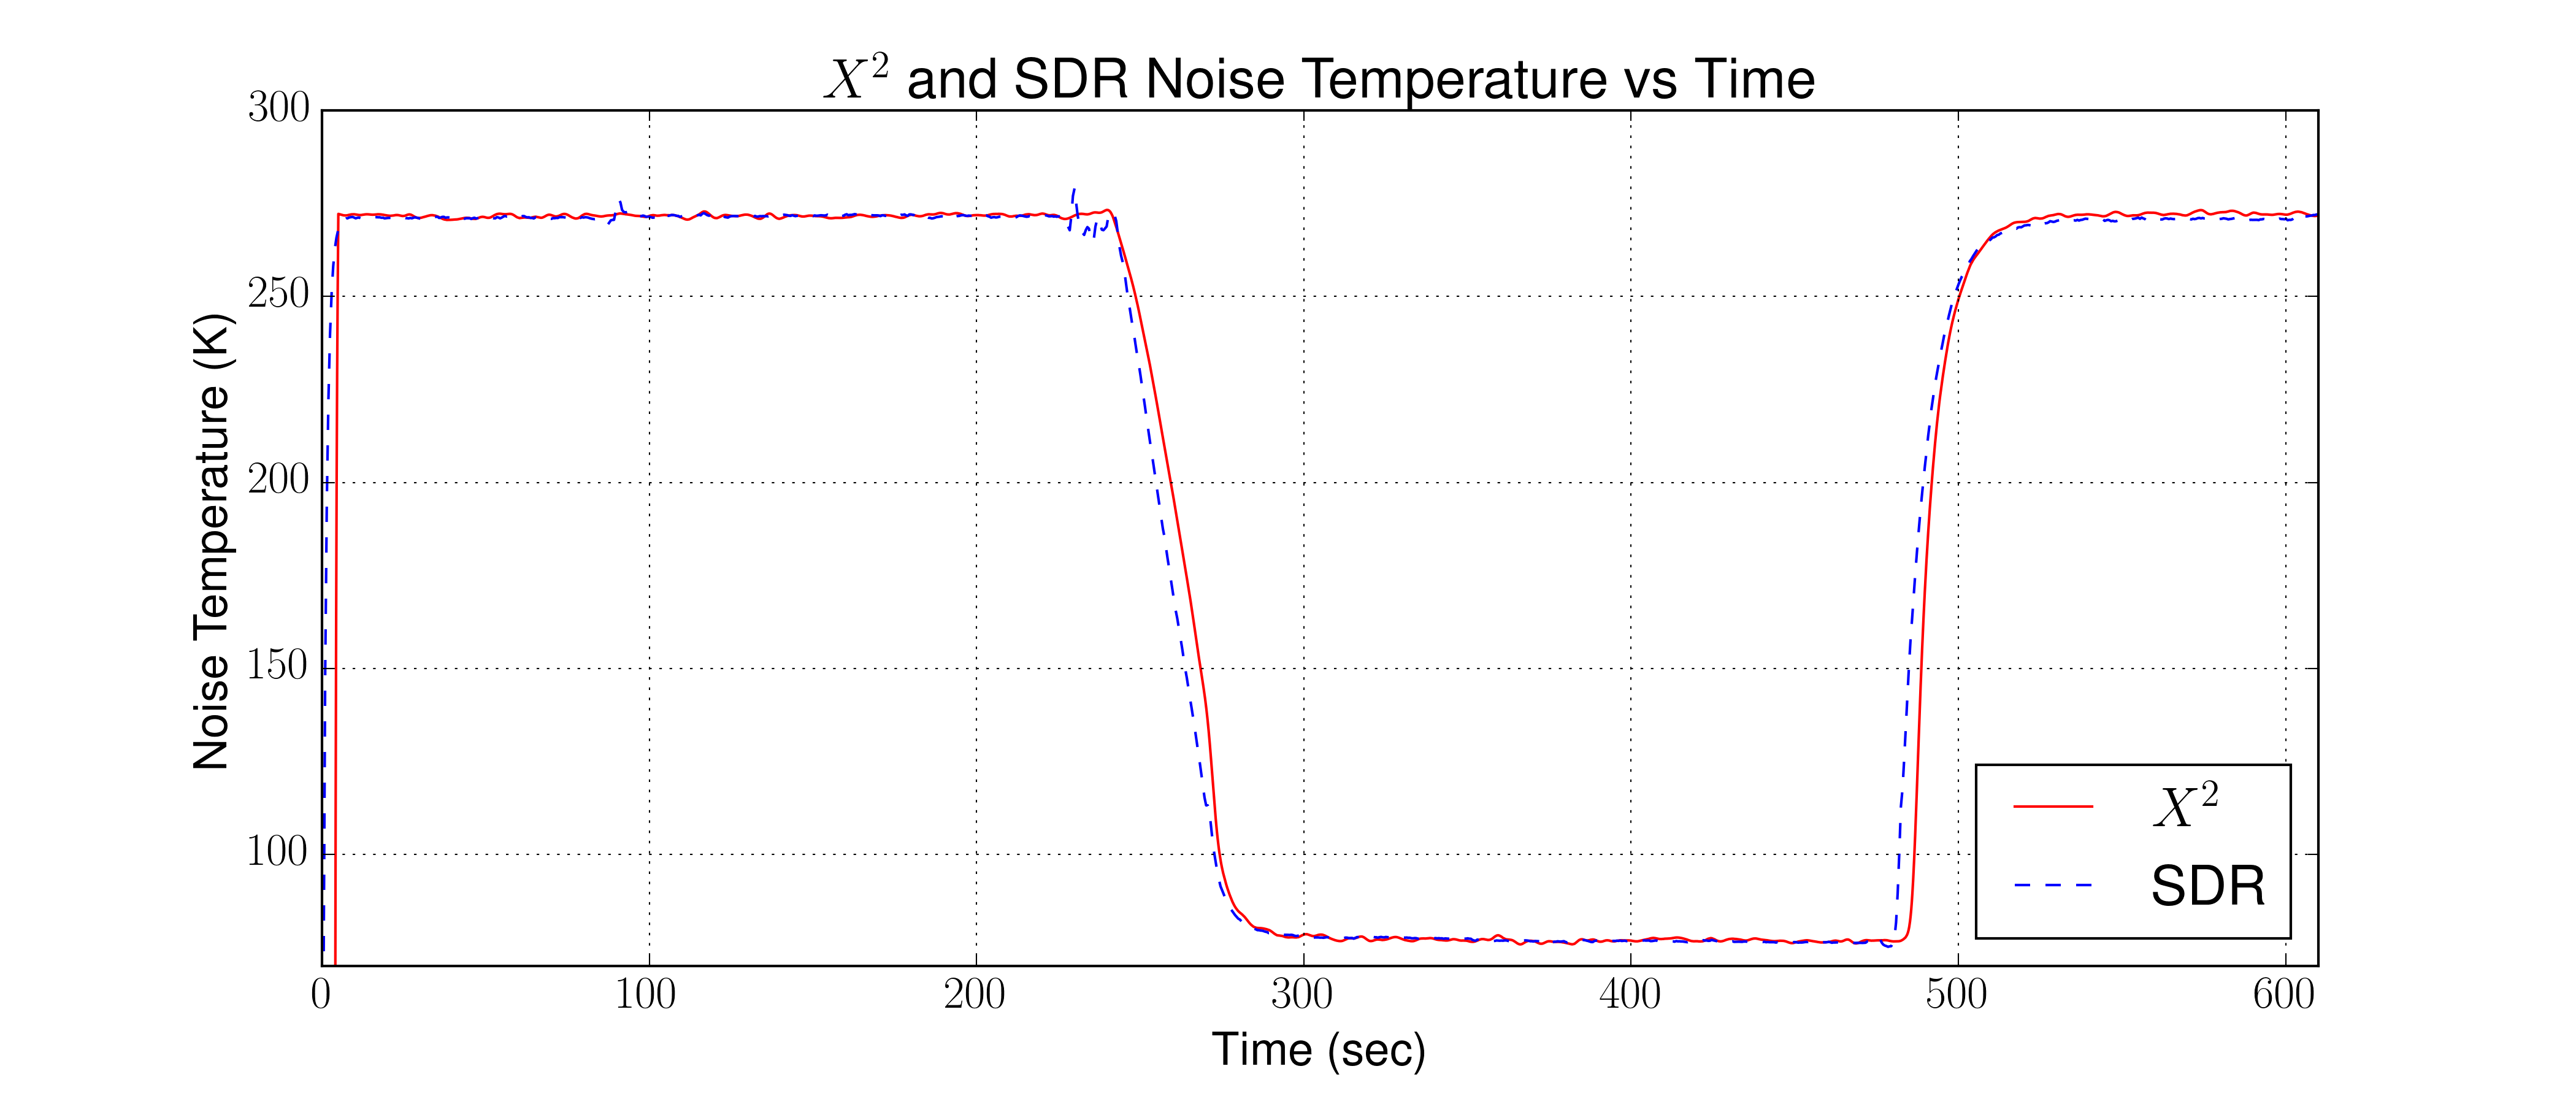 X² and SDR Noise Temperature vs Time
300
250
200
150
100
Noise Temperature (K)
0 100 200 300 400 500 600
Time (sec)
X²
SDR